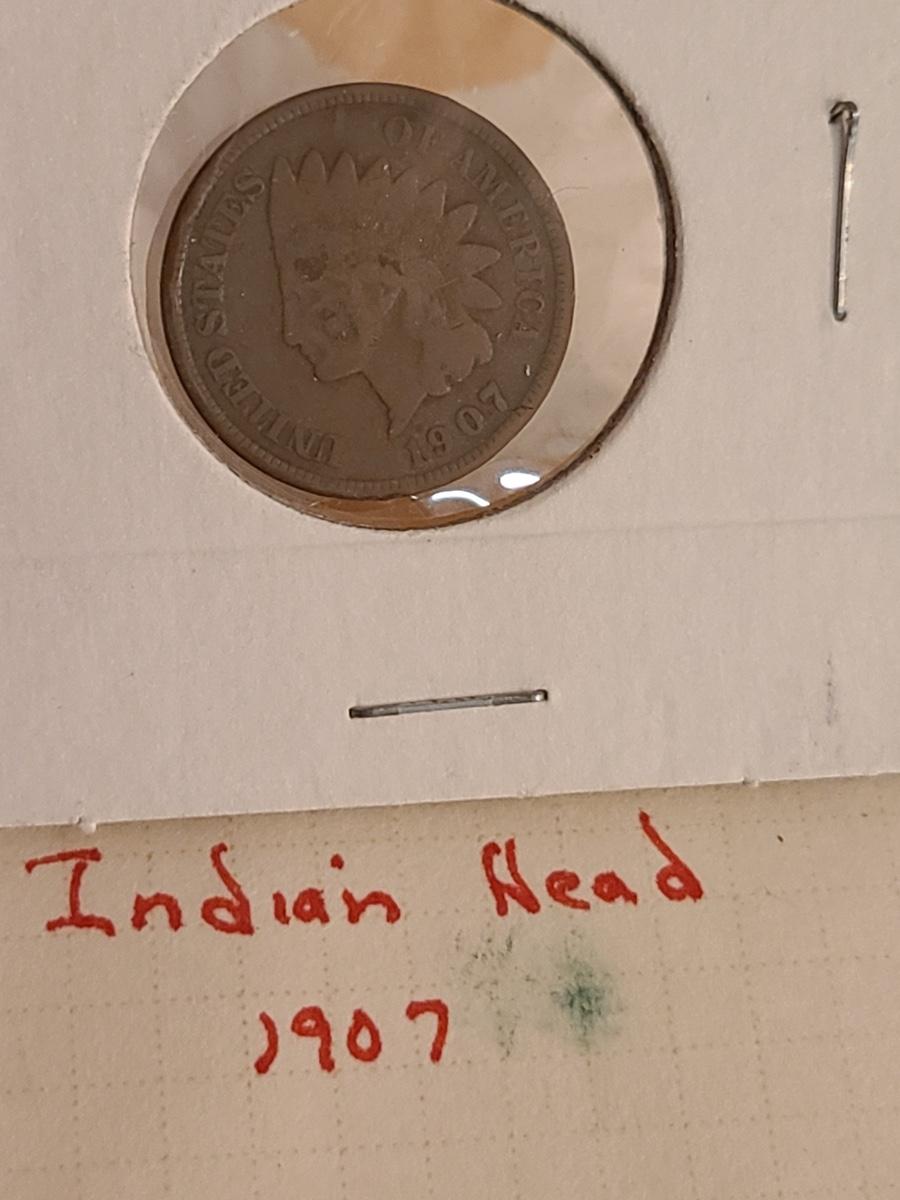 UNITED STATES OF AMERICA
1907
Indian Head
1907